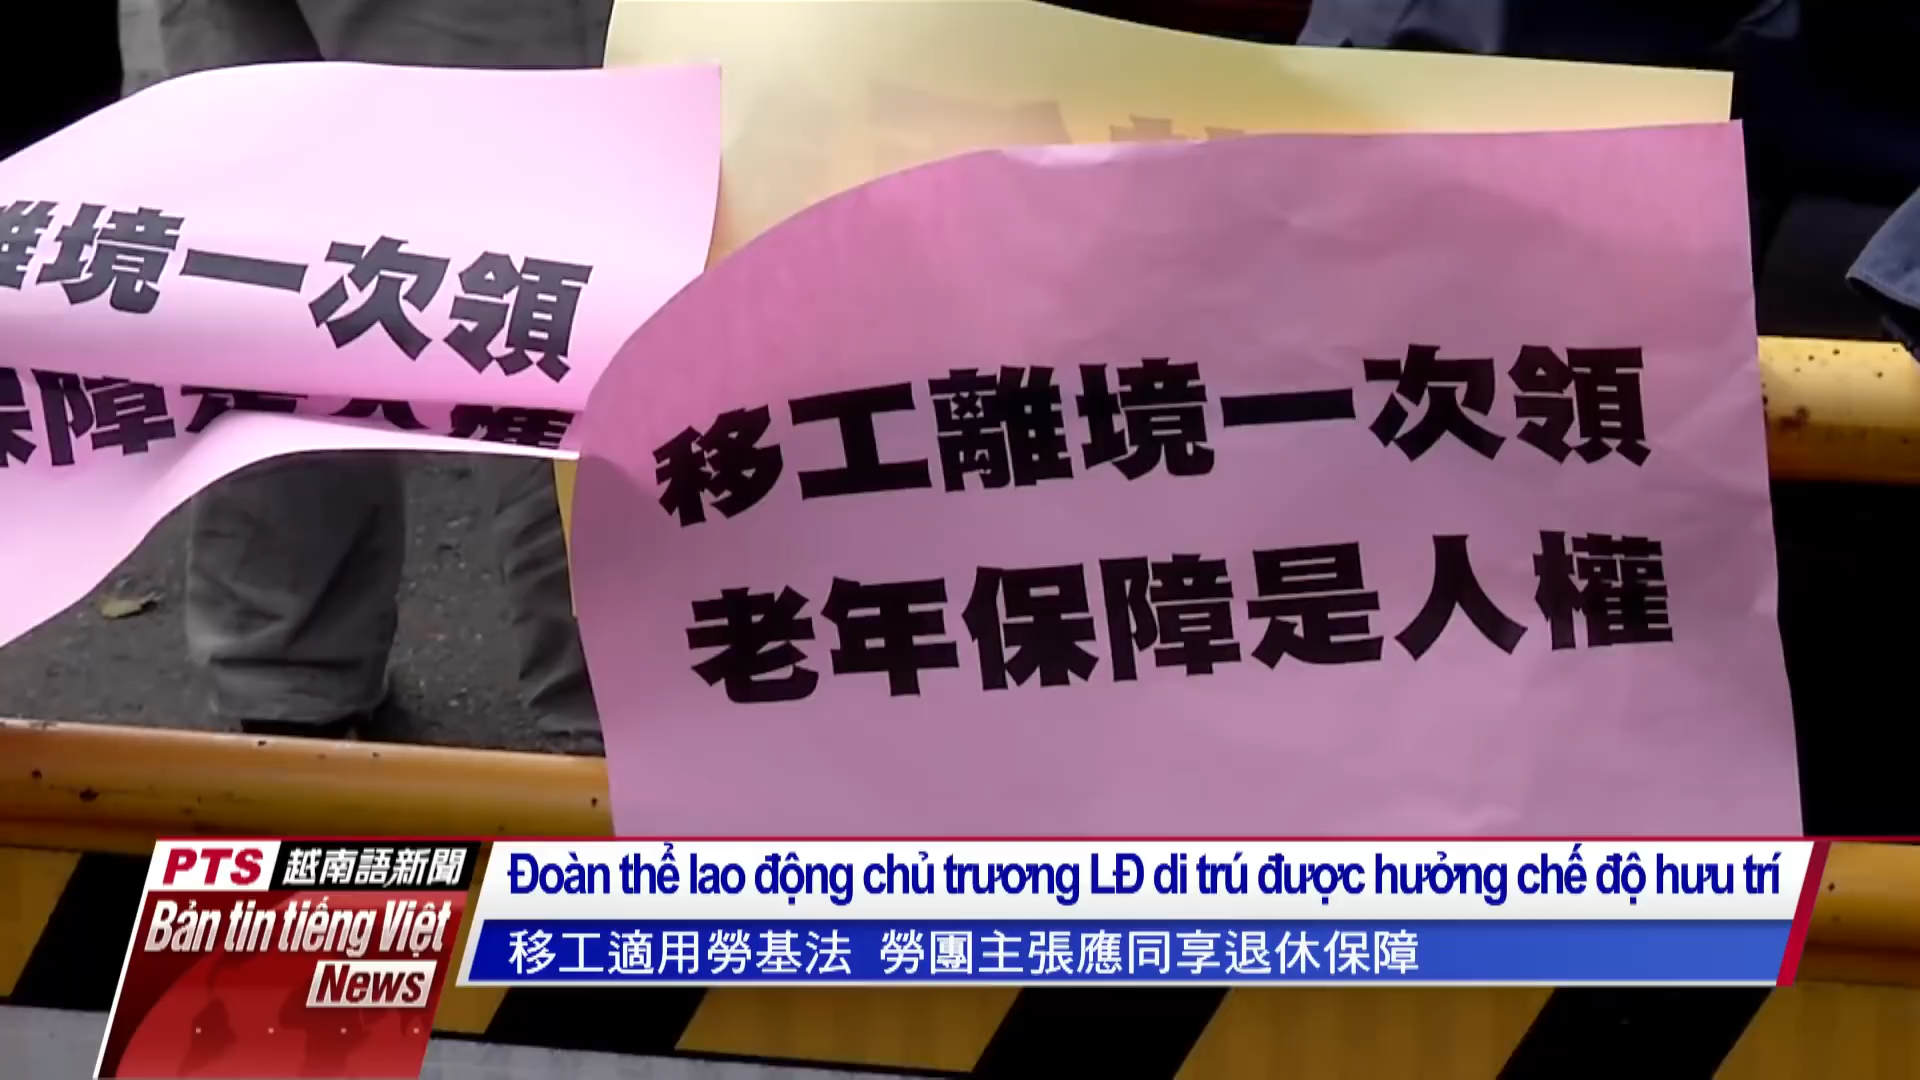 離境一次領
保障是人權
移工離境一次領
老年保障是人權
PTS 越南語新聞
Bản tin tiếng Việt
News
Đoàn thể lao động chủ trương LĐ di trú được hưởng chế độ hưu trí
移工適用勞基法 勞團主張應同享退休保障